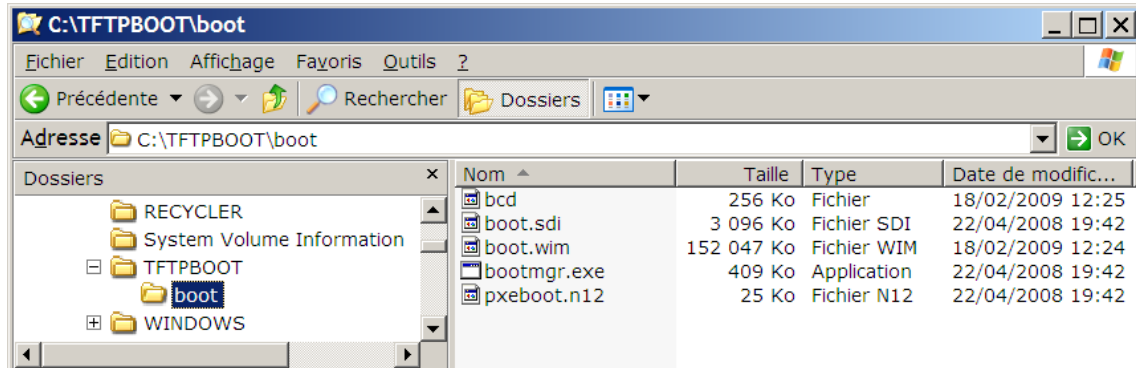 C:\TFTPBOOT\boot
Fichier Edition Affichage Favoris Outils ?
Précédente Rechercher Dossiers
Adresse C:\TFTPBOOT\boot OK
Dossiers × Nom Taille Type Date de modific...
RECYCLER
System Volume Information
TFTPBOOT
boot
WINDOWS
bcd 256 Ko Fichier 18/02/2009 12:25
boot.sdi 3 096 Ko Fichier SDI 22/04/2008 19:42
boot.wim 152 047 Ko Fichier WIM 18/02/2009 12:24
bootmgr.exe 409 Ko Application 22/04/2008 19:42
pxeboot.n12 25 Ko Fichier N12 22/04/2008 19:42